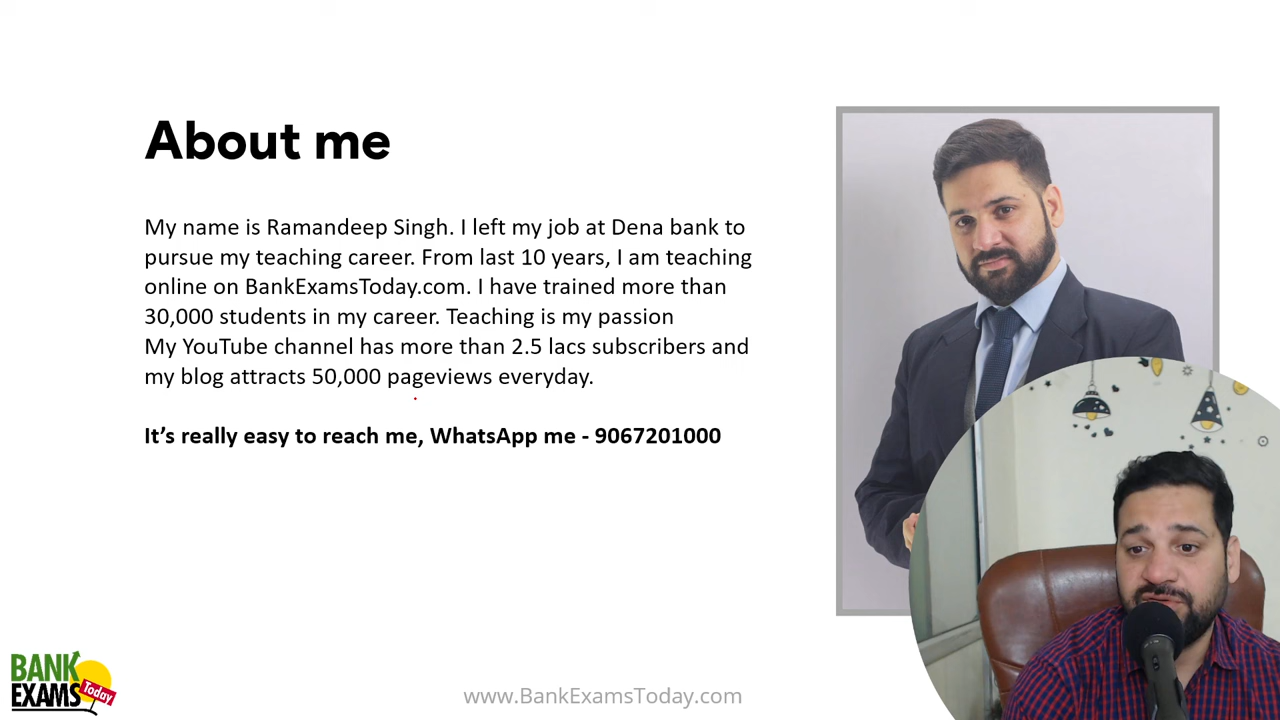 About me
My name is Ramandeep Singh. I left my job at Dena bank to
pursue my teaching career. From last 10 years, I am teaching
online on BankExamsToday.com. I have trained more than
30,000 students in my career. Teaching is my passion
My YouTube channel has more than 2.5 lacs subscribers and
my blog attracts 50,000 pageviews everyday.
It’s really easy to reach me, WhatsApp me - 9067201000
BANK
EXAMS
Today
www.BankExamsToday.com